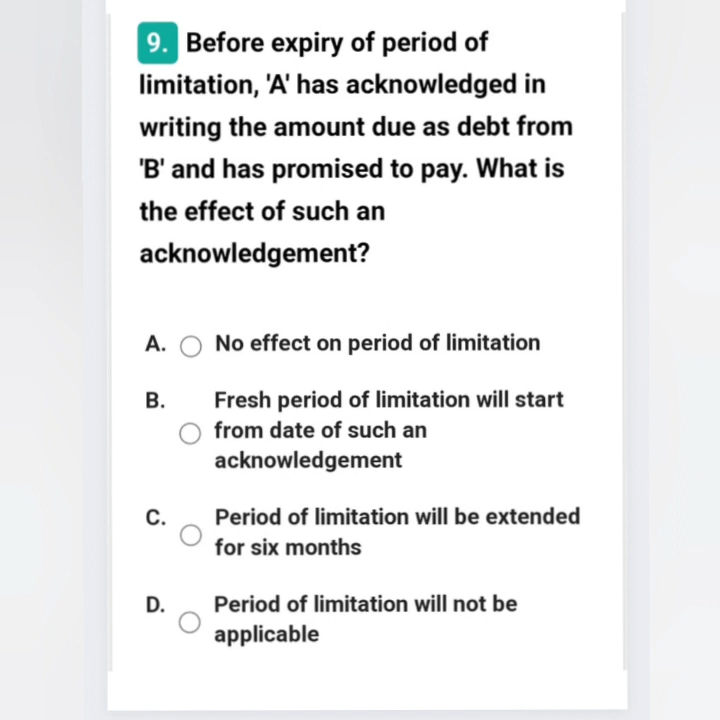 9. Before expiry of period of
limitation, 'A' has acknowledged in
writing the amount due as debt from
'B' and has promised to pay. What is
the effect of such an
acknowledgement?
A. No effect on period of limitation
B. Fresh period of limitation will start
from date of such an
acknowledgement
C. Period of limitation will be extended
for six months
D. Period of limitation will not be
applicable